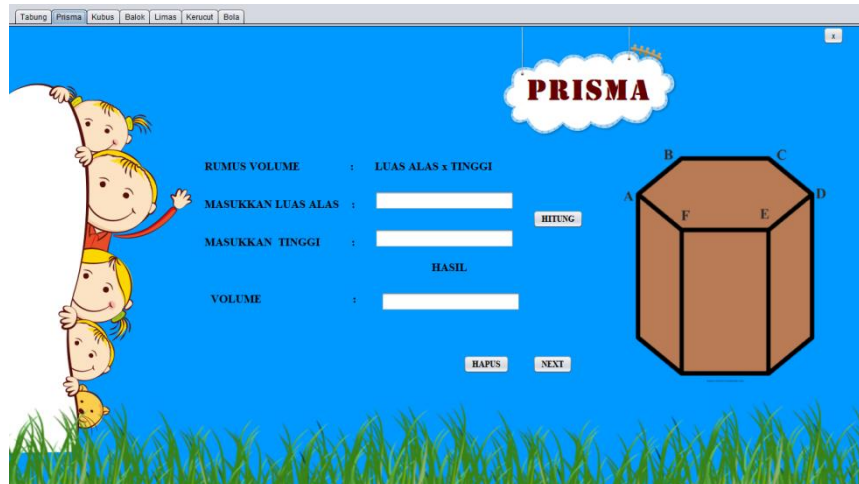 Tabung Prisma Kubus Balok Limas Kerucut Bola
x
PRISMA
RUMUS VOLUME : LUAS ALAS x TINGGI
MASUKKAN LUAS ALAS :
HITUNG
MASUKKAN TINGGI :
HASIL
VOLUME :
HAPUS NEXT
B C
A D
F E